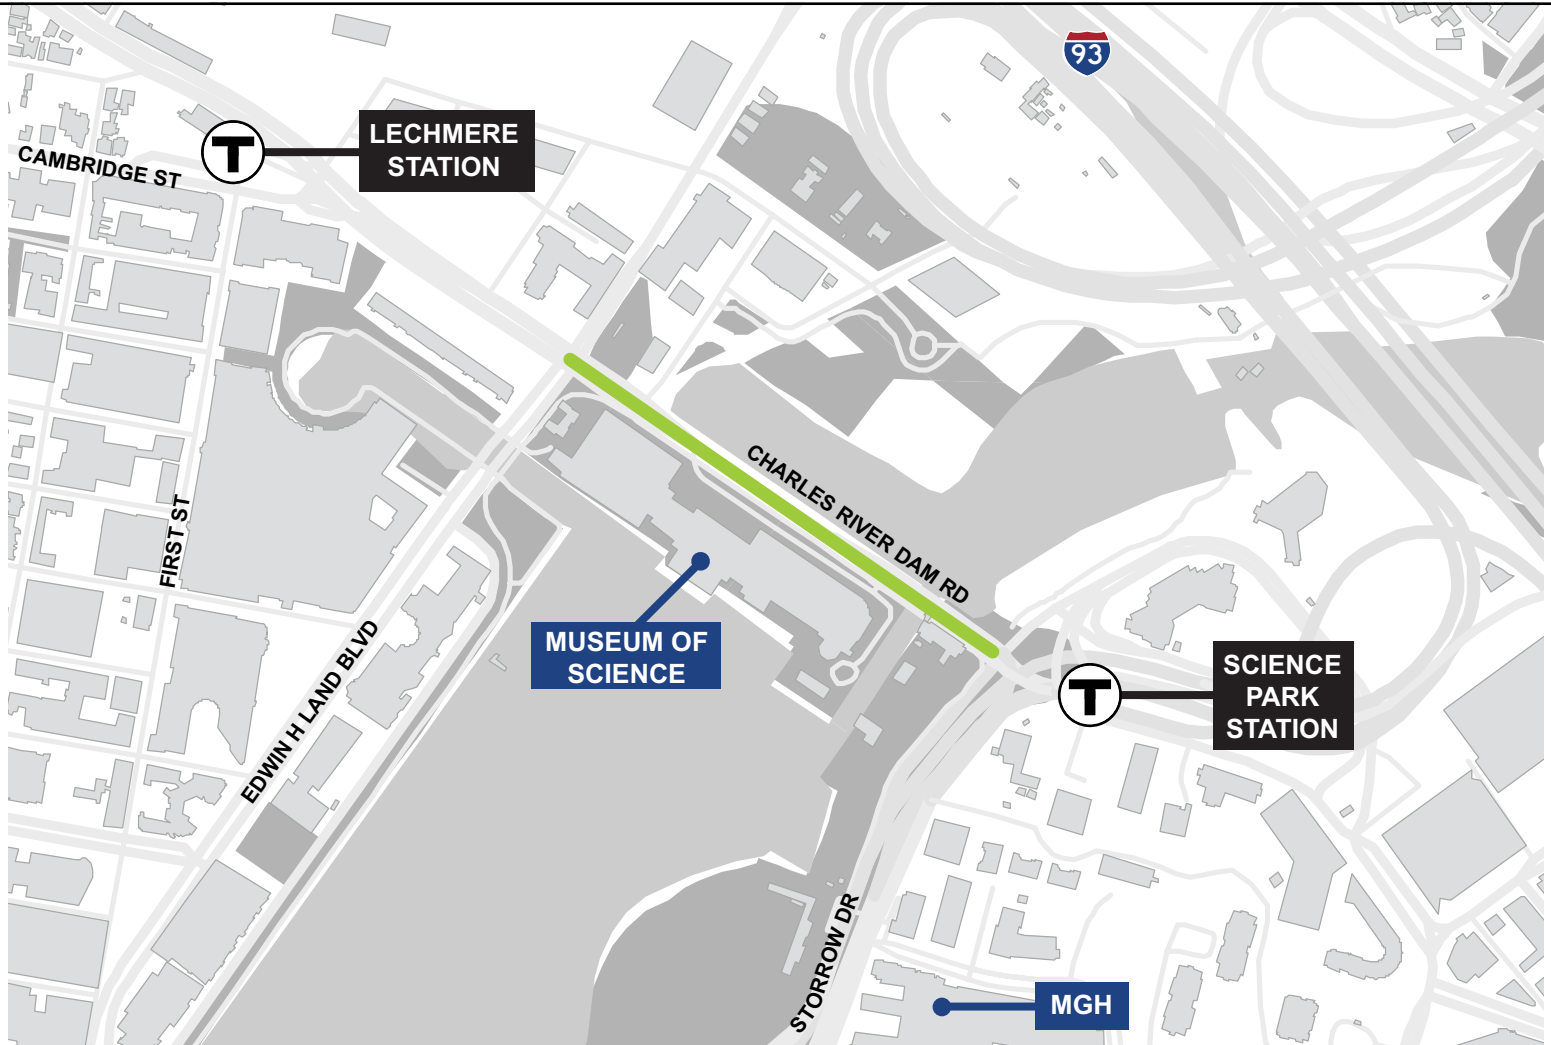 93
LECHMERE
STATION
T
CAMBRIDGE ST
CHARLES RIVER DAM RD
FIRST ST
MUSEUM OF
SCIENCE
EDWIN H LAND BLVD
T
SCIENCE
PARK
STATION
STORROW DR
MGH